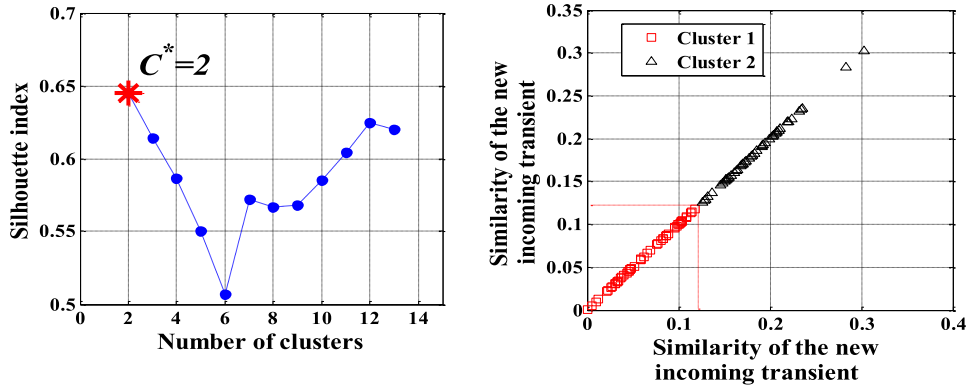 0.7
0.65
0.6
0.55
0.5
Silhouette index
C*=2
0 2 4 6 8 10 12 14
Number of clusters
0.35
0.3
0.25
0.2
0.15
0.1
0.05
0
Similarity of the new
incoming transient
Cluster 1
Cluster 2
0 0.1 0.2 0.3 0.4
Similarity of the new
incoming transient